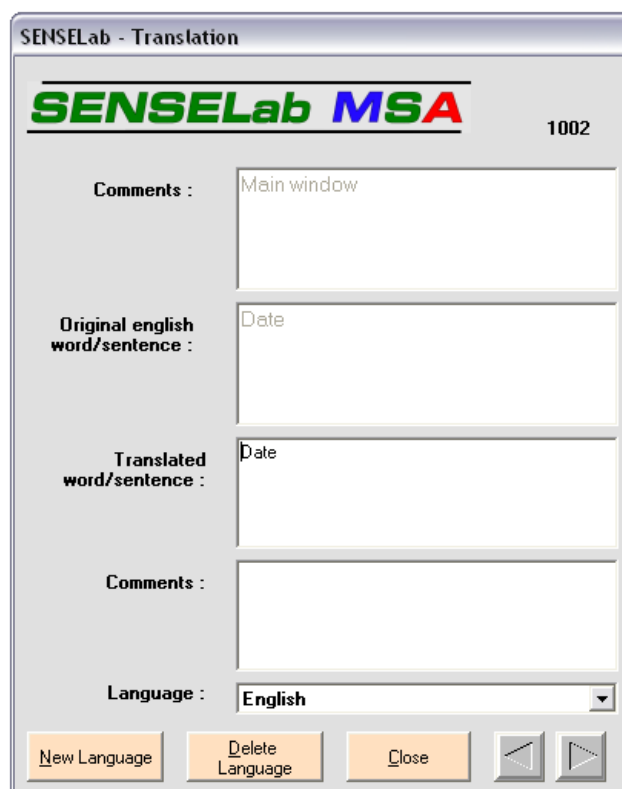 SENSELab - Translation
SENSELab MSA
1002
Comments :
Main window
Original english
word/sentence :
Date
Translated
word/sentence :
Date
Comments :
Language :
English
New Language
Delete
Language
Close